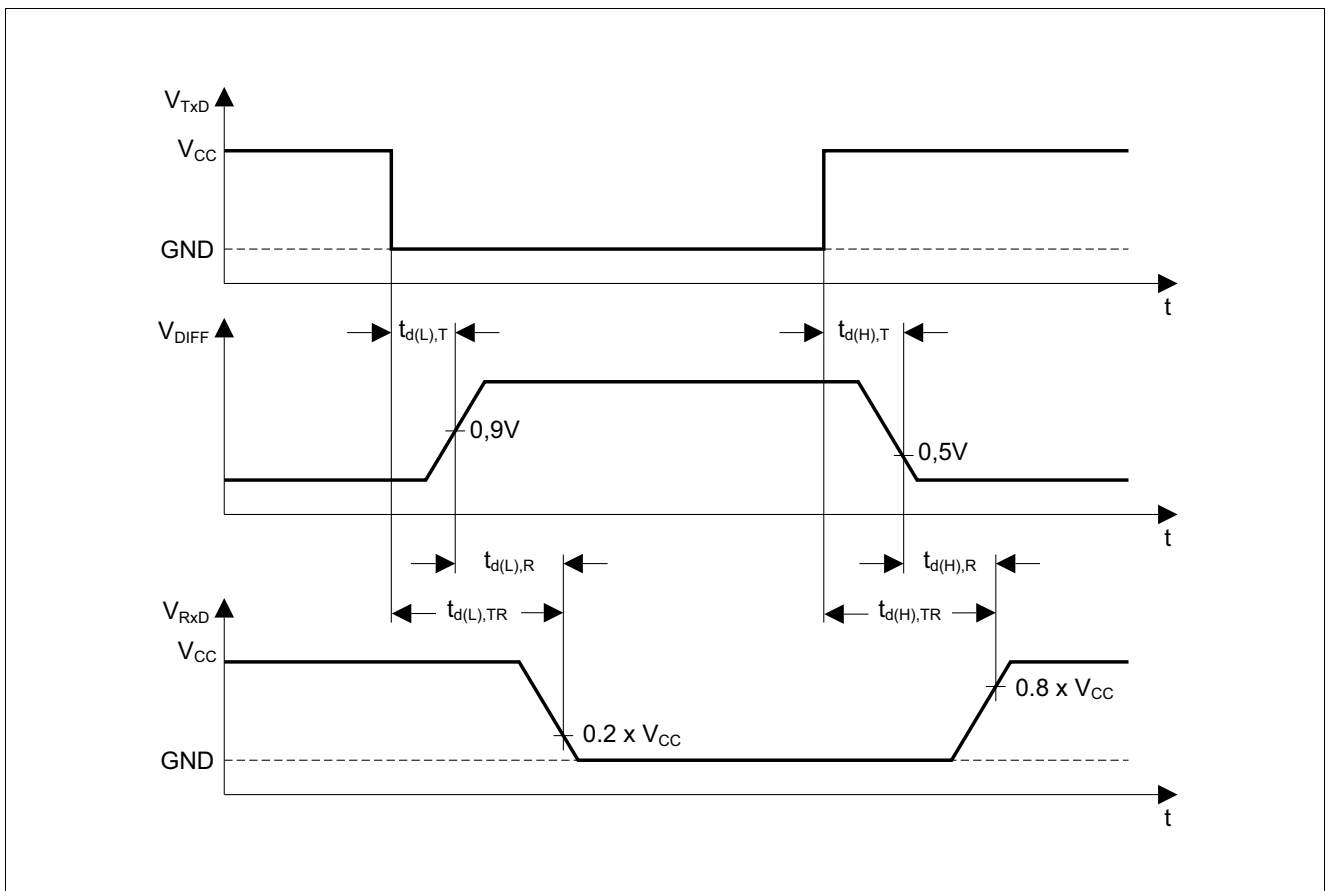 V_TxD
V_CC
GND
t
V_DIFF
t_d(L),T
t_d(H),T
0,9V
0,5V
t
t_d(L),R
t_d(H),R
V_RxD
t_d(L),TR
t_d(H),TR
V_CC
0.8 x V_CC
0.2 x V_CC
GND
t